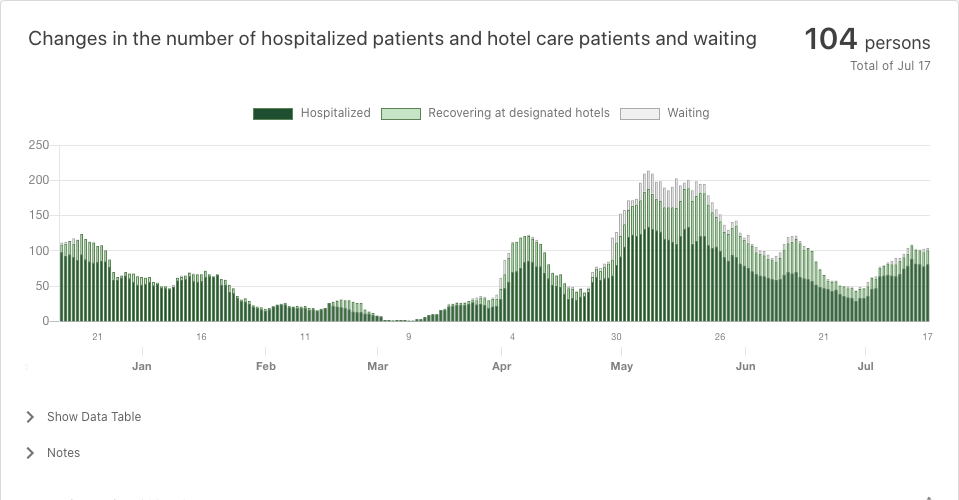 Changes in the number of hospitalized patients and hotel care patients and waiting
104 persons
Total of Jul 17
Hospitalized Recovering at designated hotels Waiting
250
200
150
100
50
0
21 16 11 9 4 30 26 21 17
Jan Feb Mar Apr May Jun Jul
Show Data Table
Notes